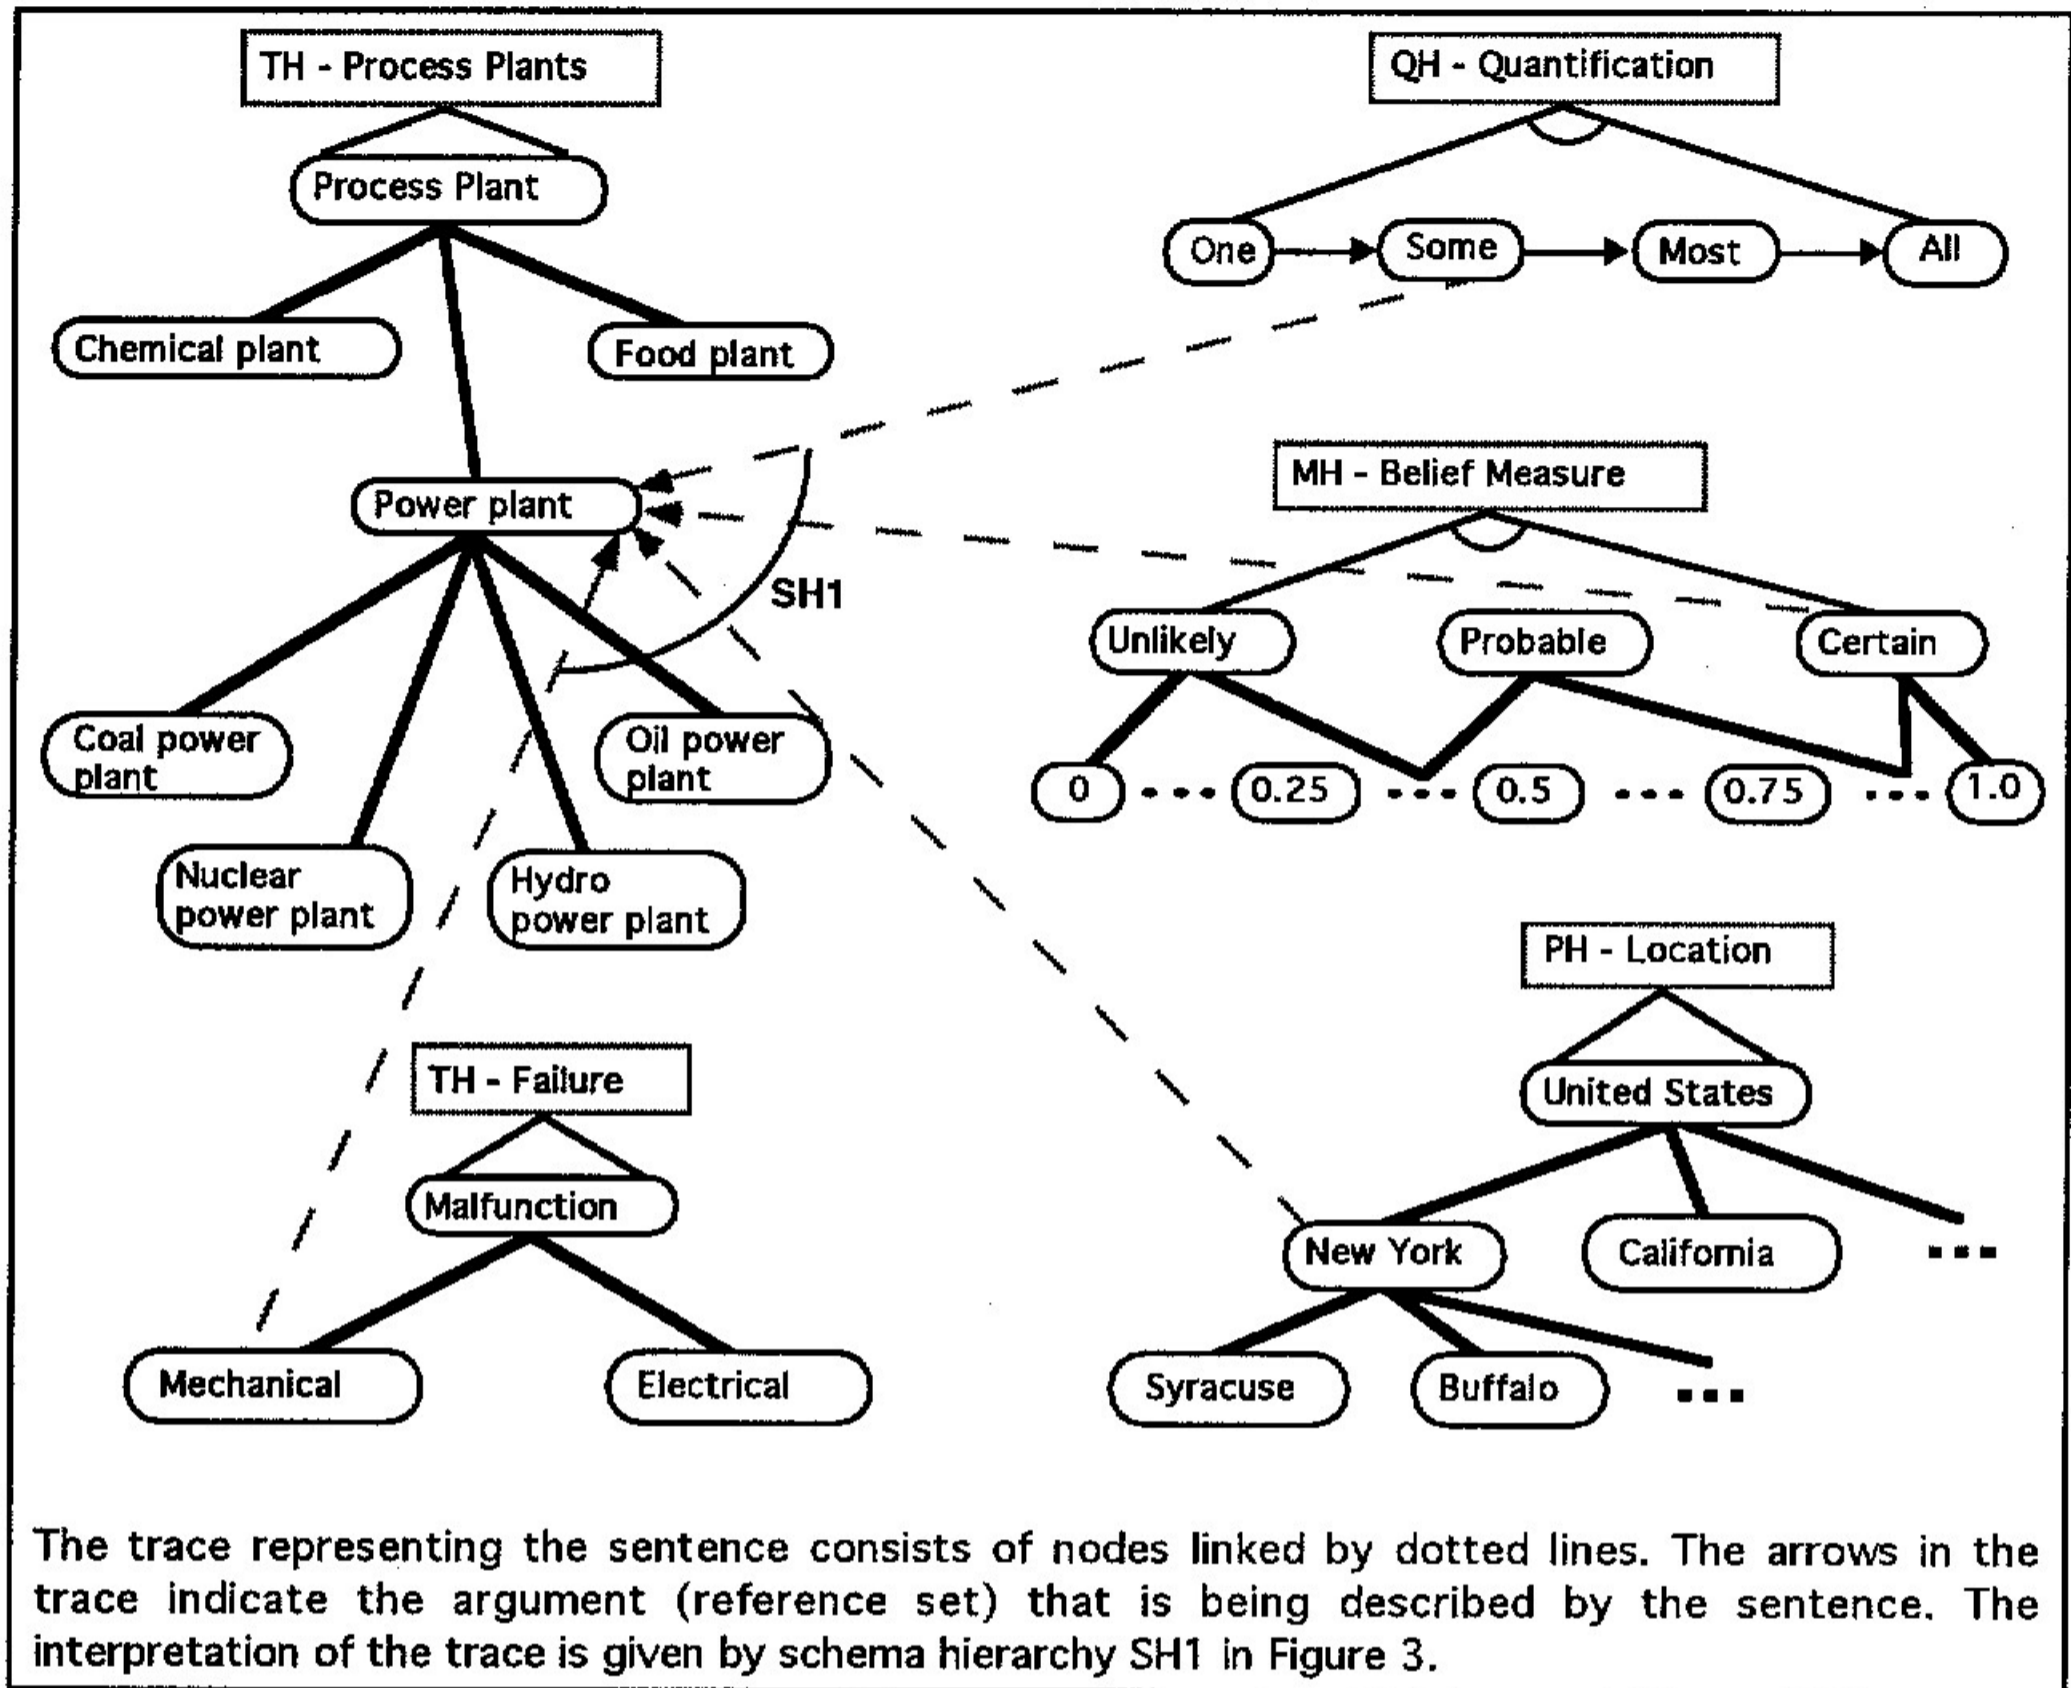 TH - Process Plants
Process Plant
Chemical plant
Food plant
Power plant
Coal power
plant
Oil power
plant
Nuclear
power plant
Hydro
power plant
SH1
QH - Quantification
One
Some
Most
All
MH - Belief Measure
Unlikely
Probable
Certain
0 ... 0.25 ... 0.5 ... 0.75 ... 1.0
TH - Failure
Malfunction
Mechanical
Electrical
PH - Location
United States
New York
California
...
Syracuse
Buffalo
...
The trace representing the sentence consists of nodes linked by dotted lines. The arrows in the
trace indicate the argument (reference set) that is being described by the sentence. The
interpretation of the trace is given by schema hierarchy SH1 in Figure 3.